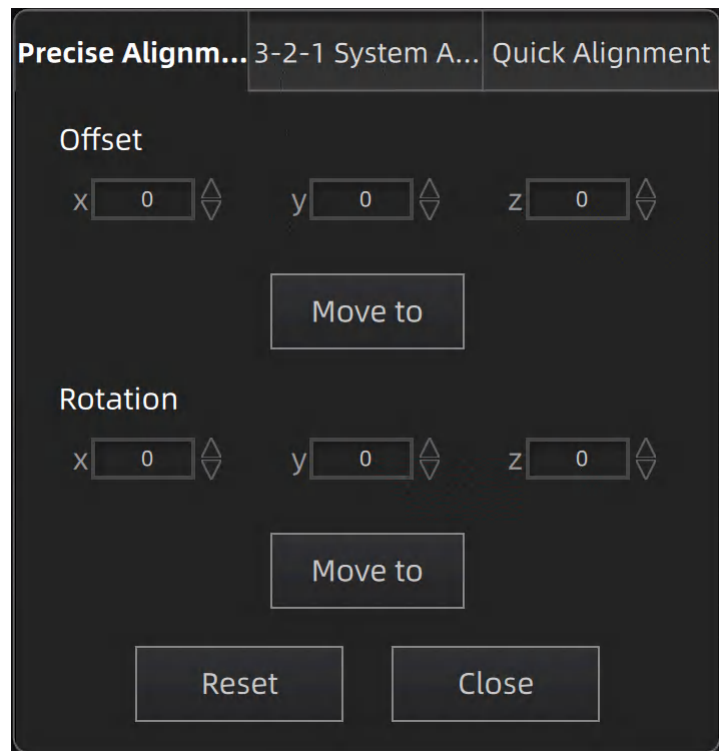 Precise Alignm... 3-2-1 System A... Quick Alignment
Offset
x 0 y 0 z 0
Move to
Rotation
x 0 y 0 z 0
Move to
Reset Close